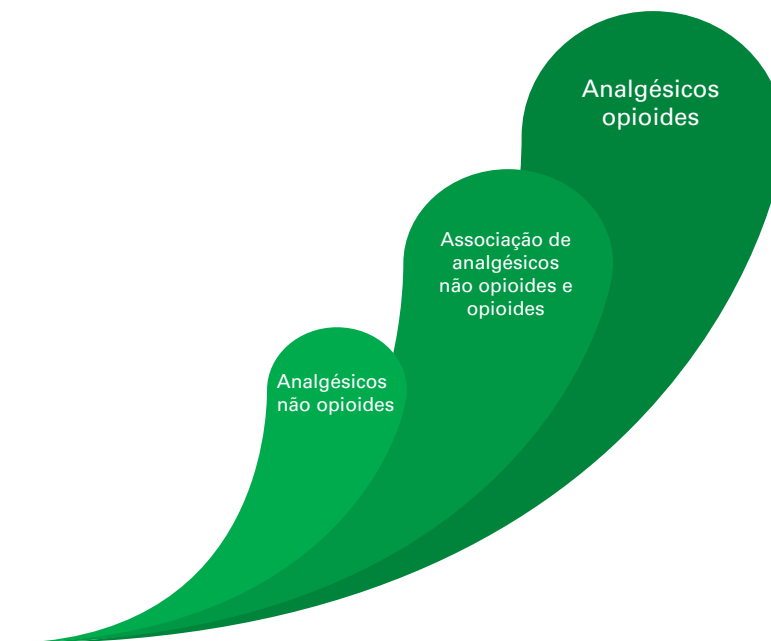 Analgésicos
opioides
Associação de
analgésicos
não opioides e
opioides
Analgésicos
não opioides